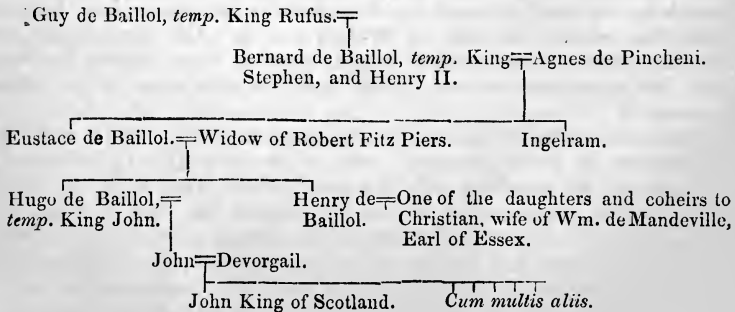 Guy de Baillol, temp. King Rufus.
Bernard de Baillol, temp. King Agnes de Pincheni.
Stephen, and Henry II.
Eustace de Baillol. Widow of Robert Fitz Piers. Ingelram.
Hugo de Baillol, Henry de One of the daughters and coheirs to
temp. King John. Baillol. Christian, wife of Wm. de Mandeville,
Earl of Essex.
John Devorgail.
John King of Scotland. Cum multis aliis.